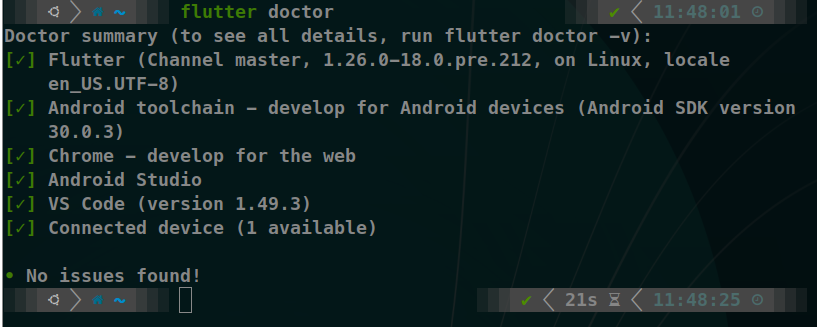 ~ flutter doctor ✔ 11:48:01
Doctor summary (to see all details, run flutter doctor -v):
[✓] Flutter (Channel master, 1.26.0-18.0.pre.212, on Linux, locale
en_US.UTF-8)
[✓] Android toolchain - develop for Android devices (Android SDK version
30.0.3)
[✓] Chrome - develop for the web
[✓] Android Studio
[✓] VS Code (version 1.49.3)
[✓] Connected device (1 available)
• No issues found!
~ ✔ 21s 11:48:25